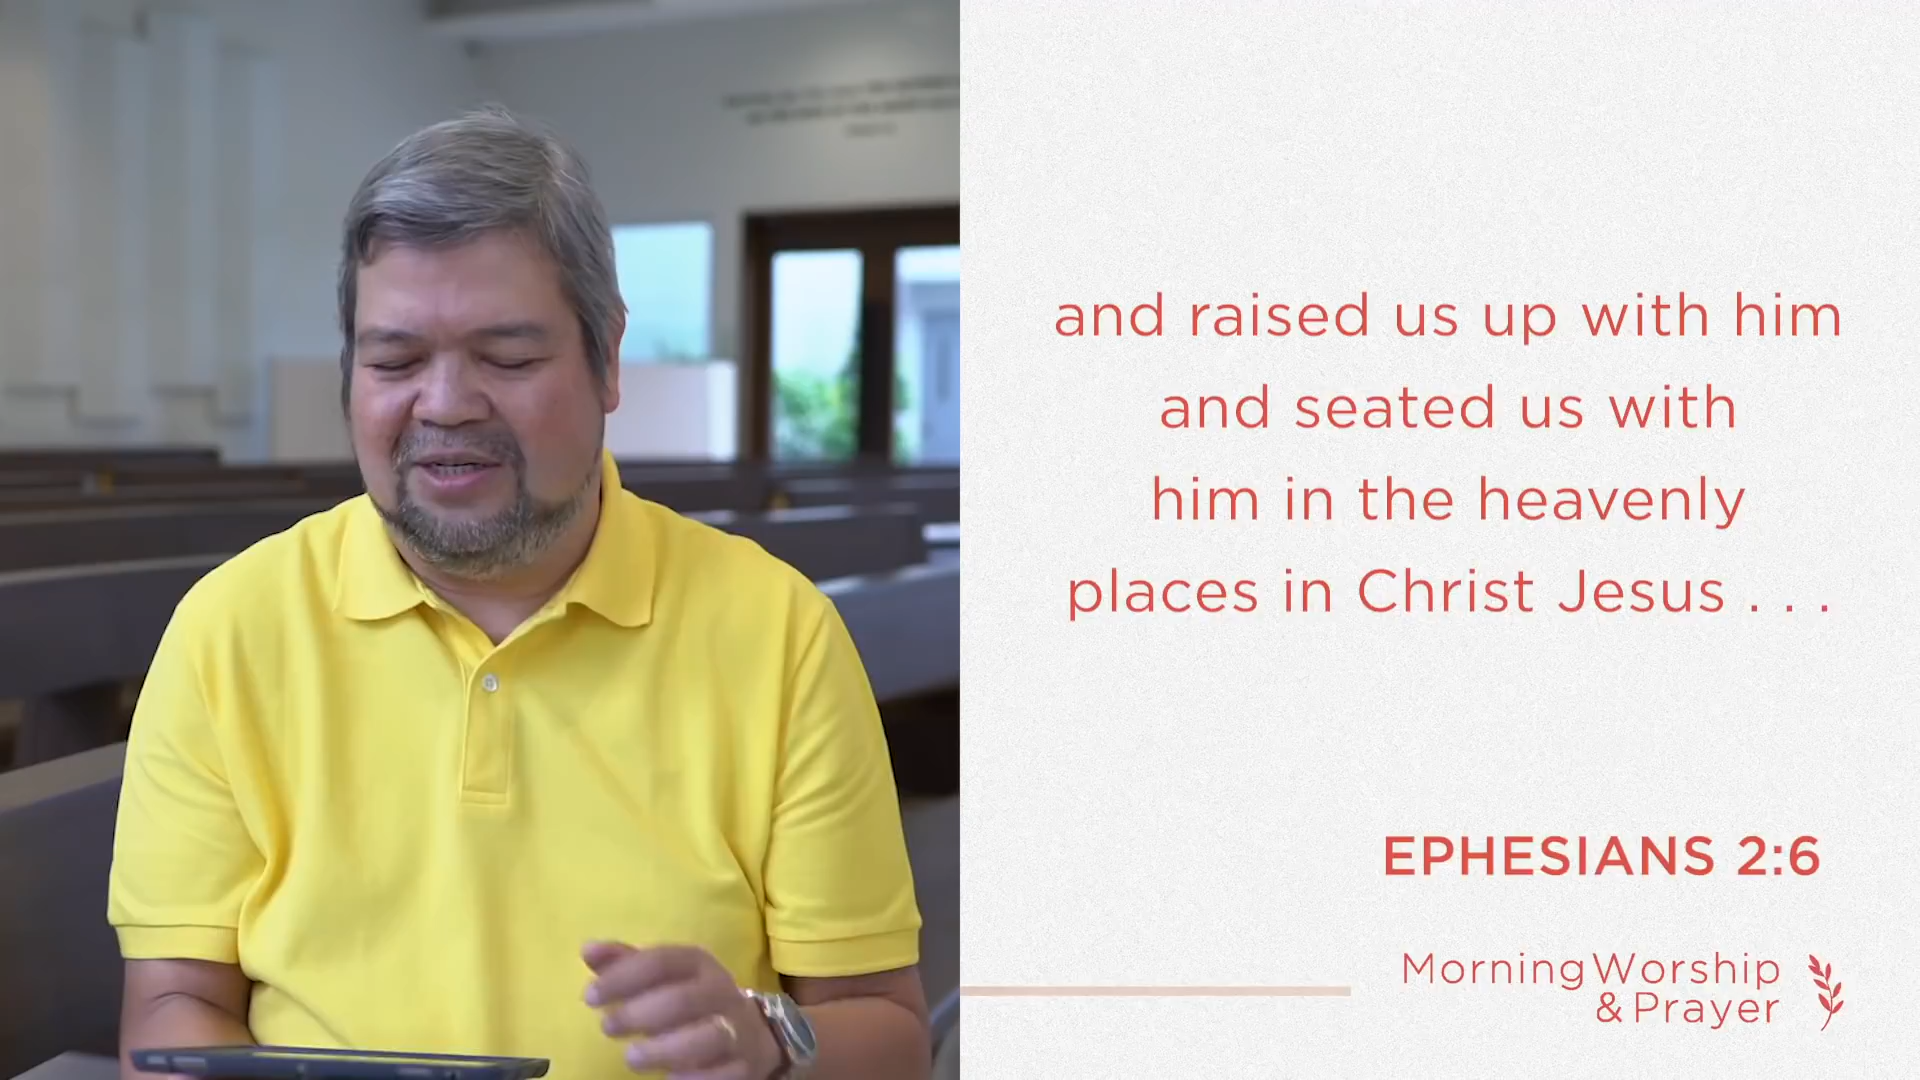 and raised us up with him
and seated us with
him in the heavenly
places in Christ Jesus . . .
EPHESIANS 2:6
Morning Worship
& Prayer